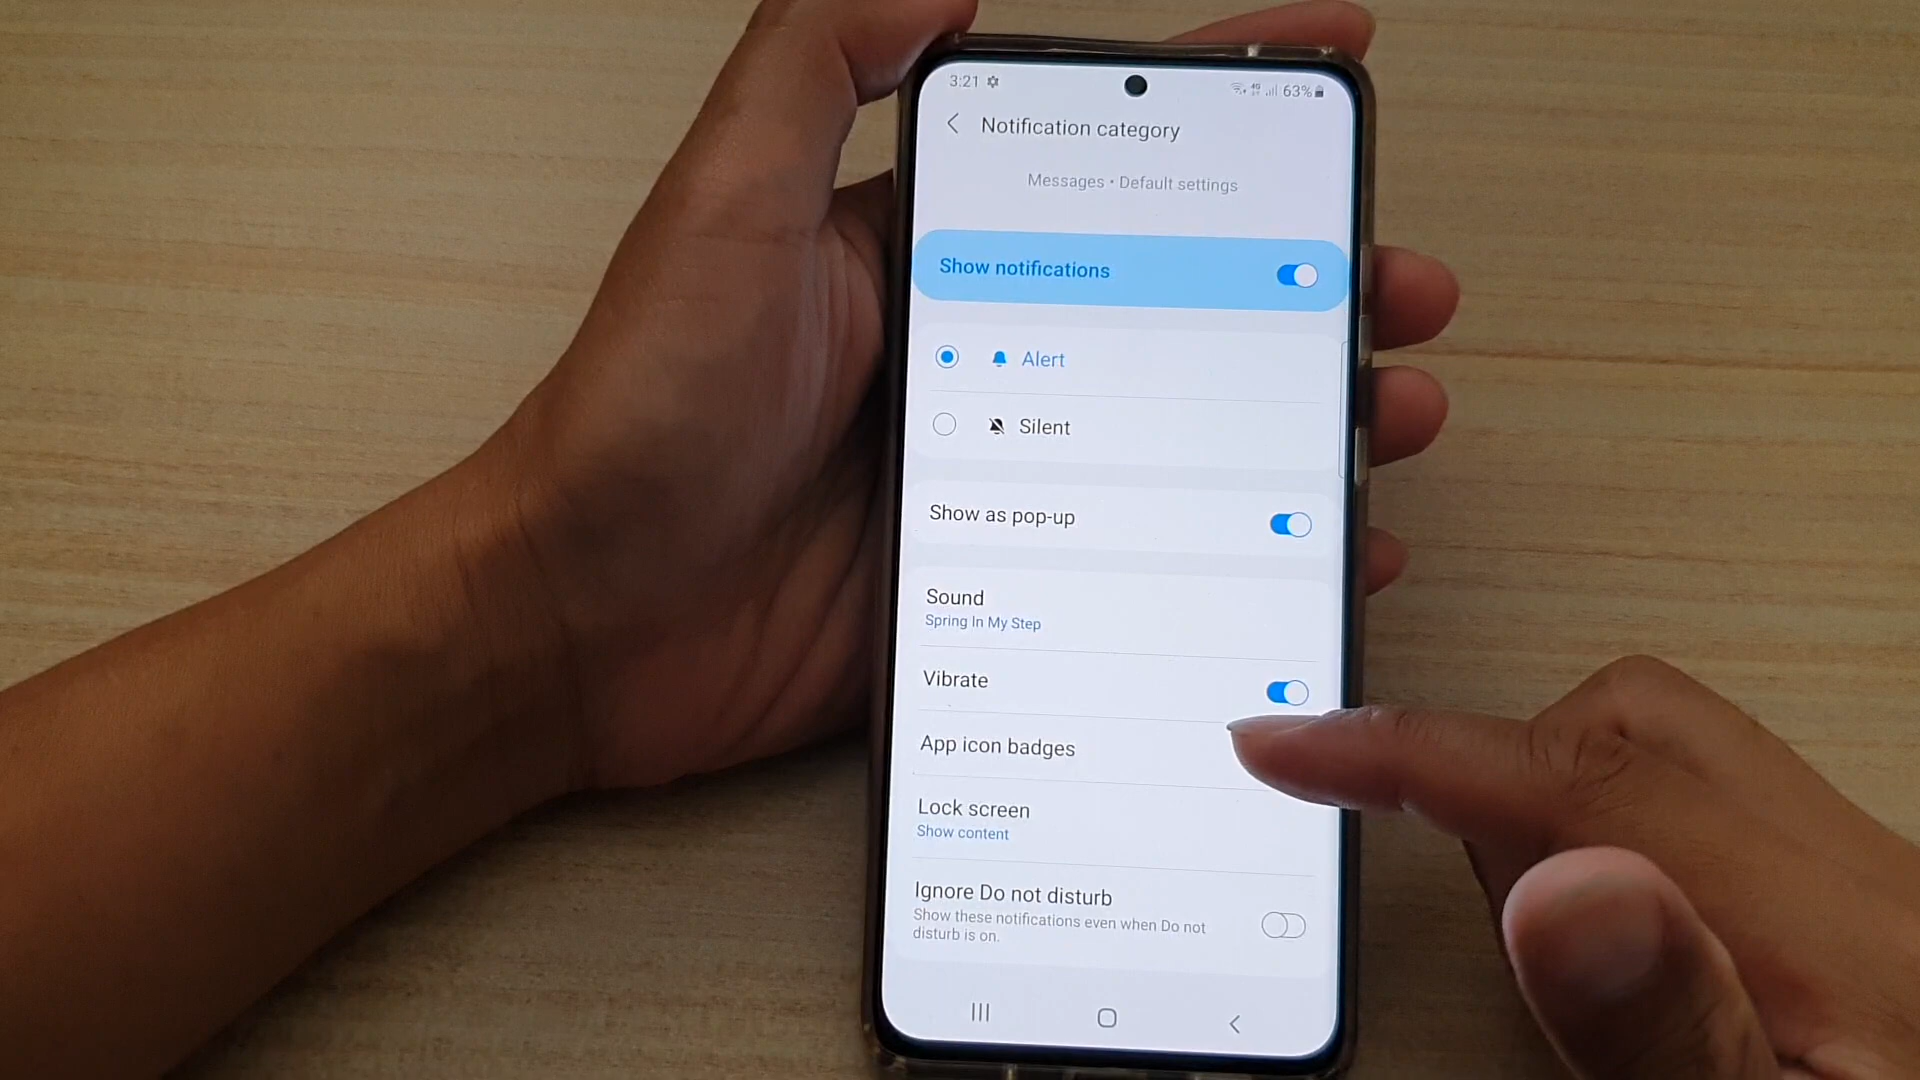 3:21
4G 63%
Notification category
Messages • Default settings
Show notifications
Alert
Silent
Show as pop-up
Sound
Spring In My Step
Vibrate
App icon badges
Lock screen
Show content
Ignore Do not disturb
Show these notifications even when Do not
disturb is on.